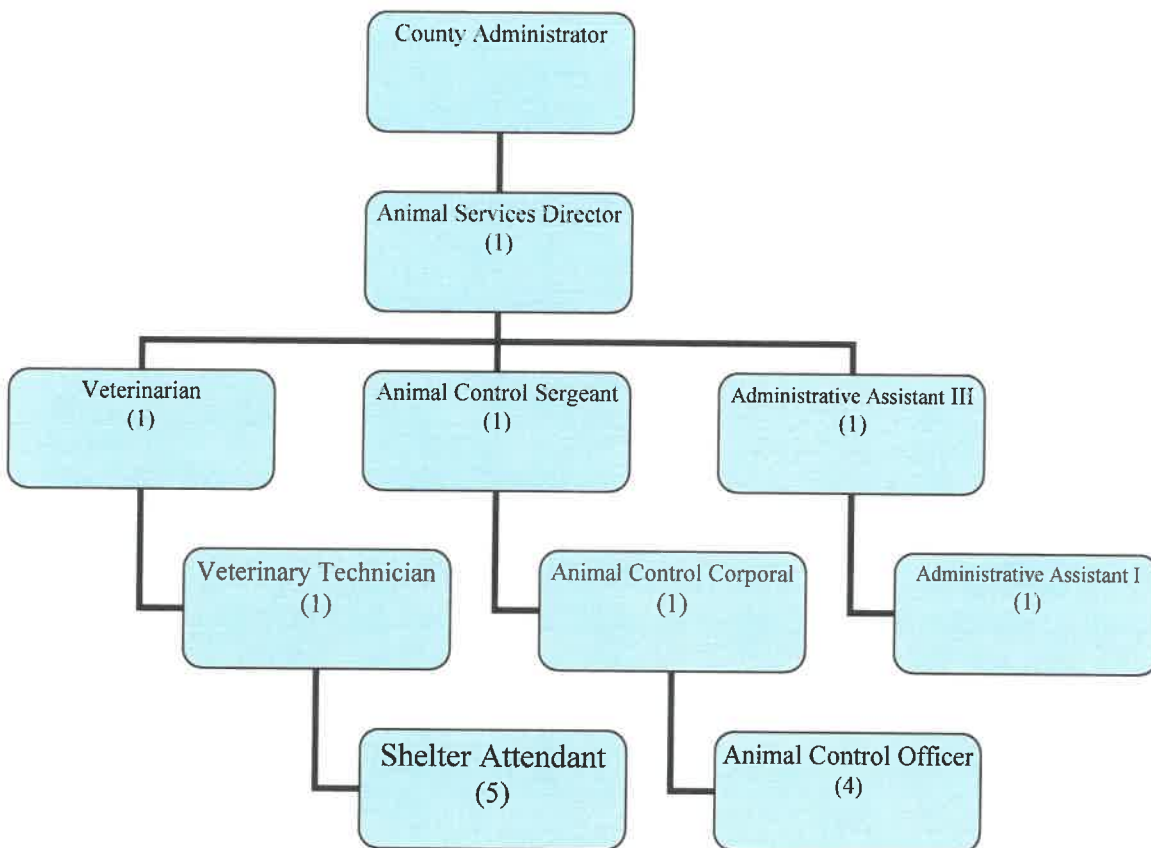 County Administrator
Animal Services Director
(1)
Veterinarian
(1)
Animal Control Sergeant
(1)
Administrative Assistant III
(1)
Veterinary Technician
(1)
Animal Control Corporal
(1)
Administrative Assistant I
(1)
Shelter Attendant
(5)
Animal Control Officer
(4)